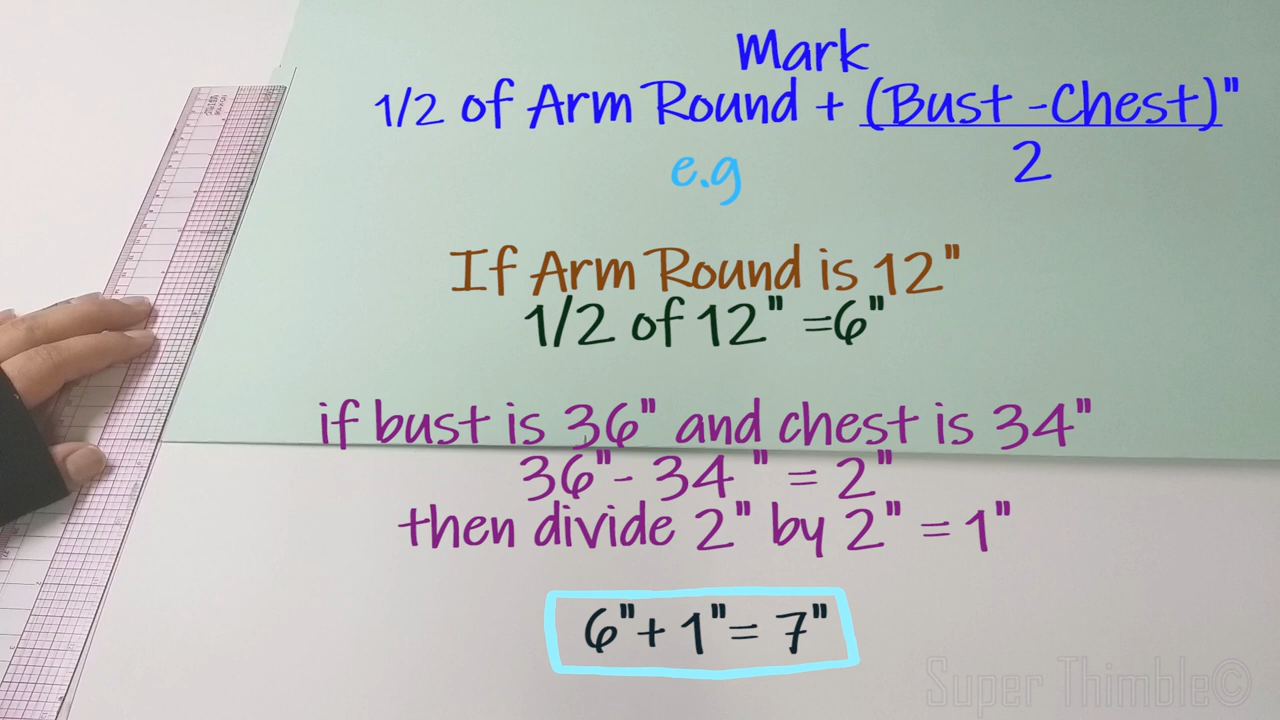 Mark
1/2 of Arm Round + (Bust -Chest)"
2
e.g
If Arm Round is 12"
1/2 of 12" =6"
if bust is 36" and chest is 34"
36"- 34 " = 2"
then divide 2" by 2" = 1"
6"+ 1"= 7"
Super Thimble©